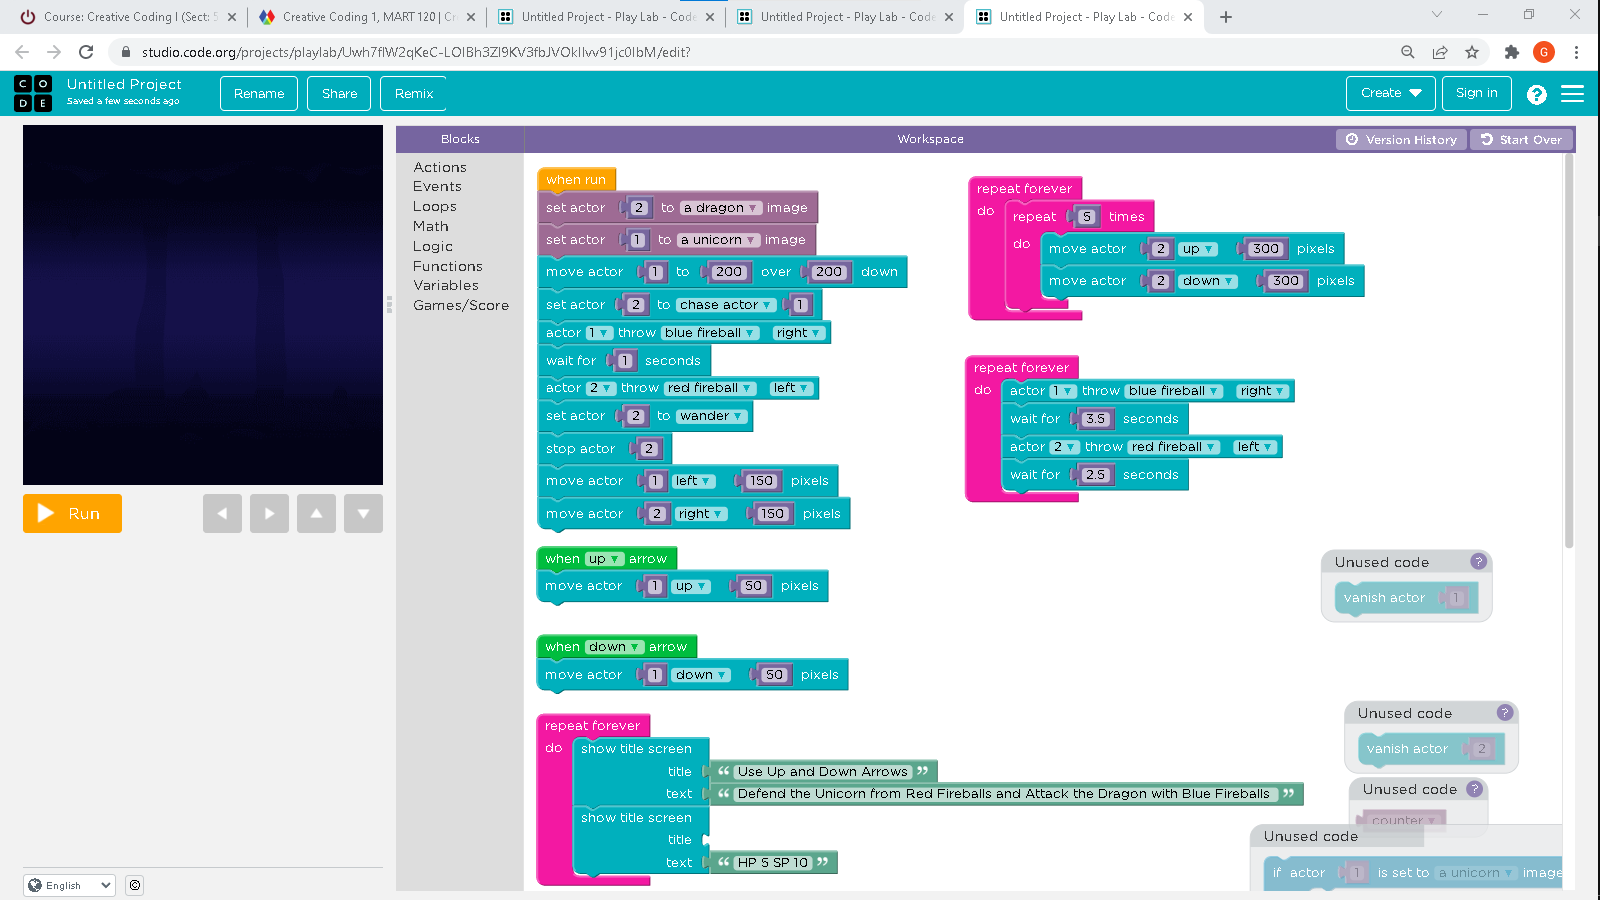 Course: Creative Coding I (Sect: 5
Creative Coding 1, MART 120 | Cr
Untitled Project - Play Lab - Code
Untitled Project - Play Lab - Code
Untitled Project - Play Lab - Code
studio.code.org/projects/playlab/Uwh7fIW2qKeC-LOIBh3ZI9KV3fbJVOkIIvv91jc0IbM/edit?
G
C O D E
Untitled Project
Saved a few seconds ago
Rename
Share
Remix
Create
Sign in
?
Blocks
Workspace
Version History
Start Over
Actions
Events
Loops
Math
Logic
Functions
Variables
Games/Score
when run
set actor 2 to a dragon image
set actor 1 to a unicorn image
move actor 1 to 200 over 200 down
set actor 2 to chase actor 1
actor 1 throw blue fireball right
wait for 1 seconds
actor 2 throw red fireball left
set actor 2 to wander
stop actor 2
move actor 1 left 150 pixels
move actor 2 right 150 pixels
when up arrow
move actor 1 up 50 pixels
when down arrow
move actor 1 down 50 pixels
repeat forever
do show title screen
title “ Use Up and Down Arrows ”
text “ Defend the Unicorn from Red Fireballs and Attack the Dragon with Blue Fireballs ”
show title screen
title
text “ HP 5 SP 10 ”
repeat forever
do repeat 5 times
do move actor 2 up 300 pixels
move actor 2 down 300 pixels
repeat forever
do actor 1 throw blue fireball right
wait for 3.5 seconds
actor 2 throw red fireball left
wait for 2.5 seconds
Unused code ?
vanish actor 1
Unused code ?
vanish actor 2
Unused code ?
counter
Unused code
if actor 1 is set to a unicorn image
Run
English
©